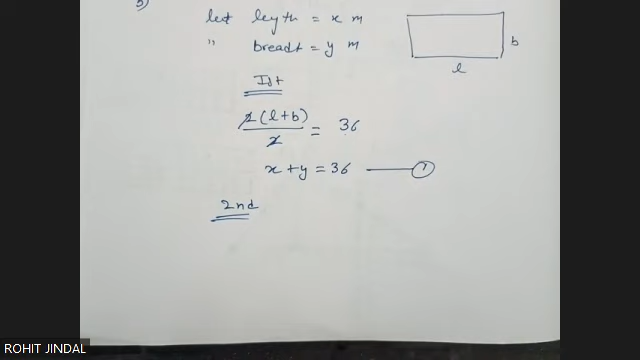 5)
let length = x m
" breadt = y m
b
l
Ist
2(l+b)/2 = 36
x+y = 36 —— 1
2nd
ROHIT JINDAL